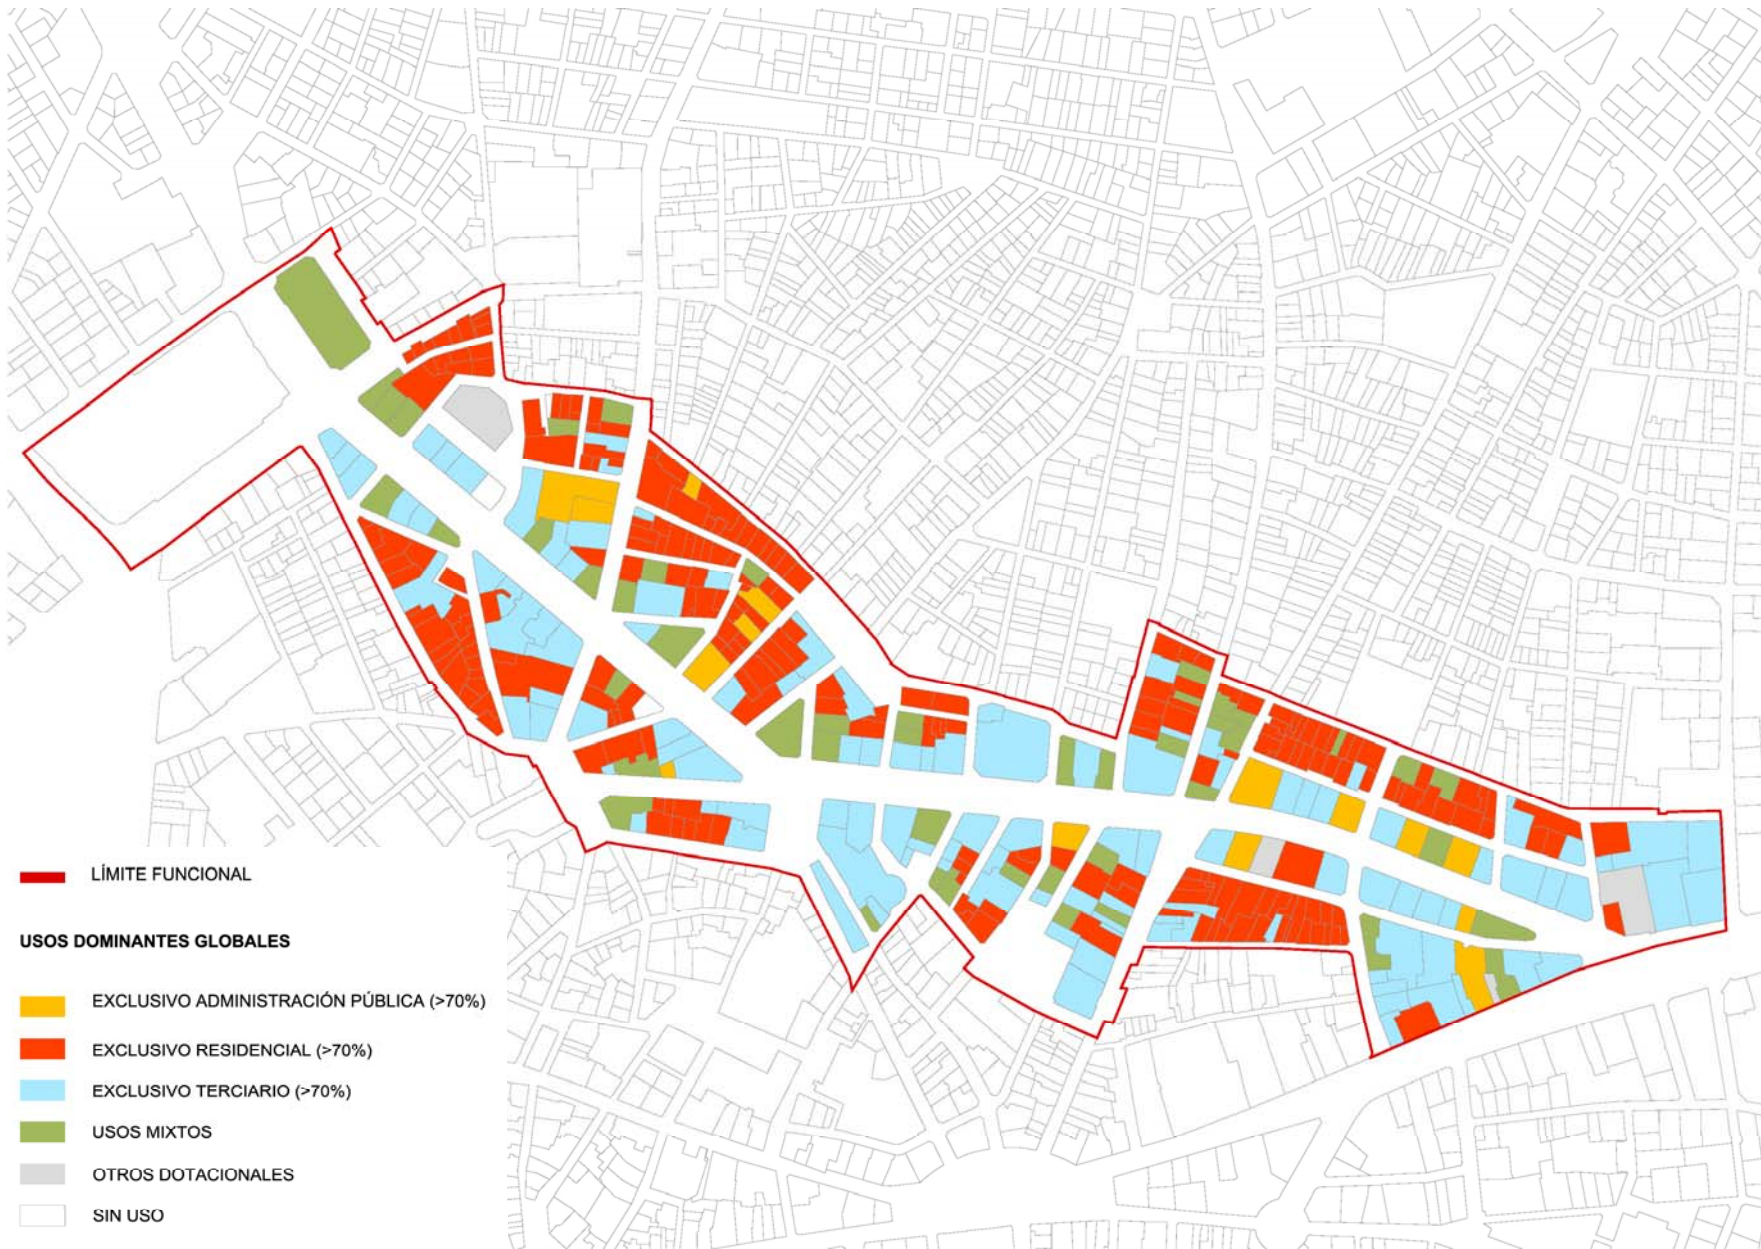 LÍMITE FUNCIONAL
USOS DOMINANTES GLOBALES
EXCLUSIVO ADMINISTRACIÓN PÚBLICA (>70%)
EXCLUSIVO RESIDENCIAL (>70%)
EXCLUSIVO TERCIARIO (>70%)
USOS MIXTOS
OTROS DOTACIONALES
SIN USO